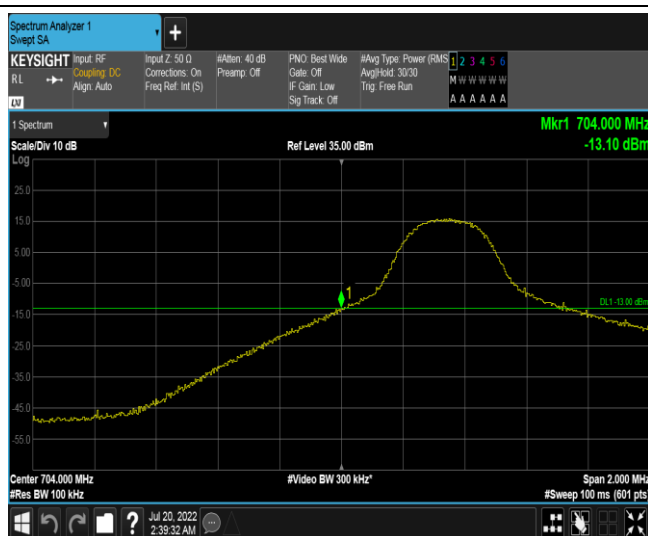 Spectrum Analyzer 1
Swept SA
+
KEYSIGHT
RL
LXI
Input: RF
Coupling: DC
Align: Auto
Input Z: 50 Ω
Corrections: On
Freq Ref: Int (S)
#Atten: 40 dB
Preamp: Off
PNO: Best Wide
Gate: Off
IF Gain: Low
Sig Track: Off
#Avg Type: Power (RMS
Avg|Hold: 30/30
Trig: Free Run
1 2 3 4 5 6
M W W W W W
A A A A A A
1 Spectrum
Mkr1 704.000 MHz
Scale/Div 10 dB
Ref Level 35.00 dBm
-13.10 dBm
Log
25.0
15.0
5.00
-5.00
1
DL1 -13.00 dBm
-15.0
-25.0
-35.0
-45.0
-55.0
Center 704.000 MHz
#Video BW 300 kHz*
Span 2.000 MHz
#Res BW 100 kHz
#Sweep 100 ms (601 pts)
?
Jul 20, 2022
2:39:32 AM